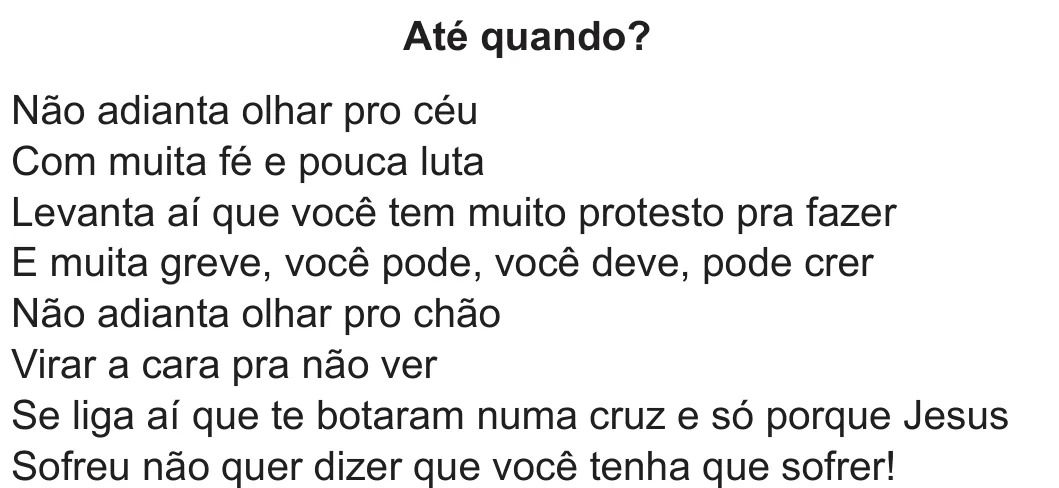 Até quando?
Não adianta olhar pro céu
Com muita fé e pouca luta
Levanta aí que você tem muito protesto pra fazer
E muita greve, você pode, você deve, pode crer
Não adianta olhar pro chão
Virar a cara pra não ver
Se liga aí que te botaram numa cruz e só porque Jesus
Sofreu não quer dizer que você tenha que sofrer!